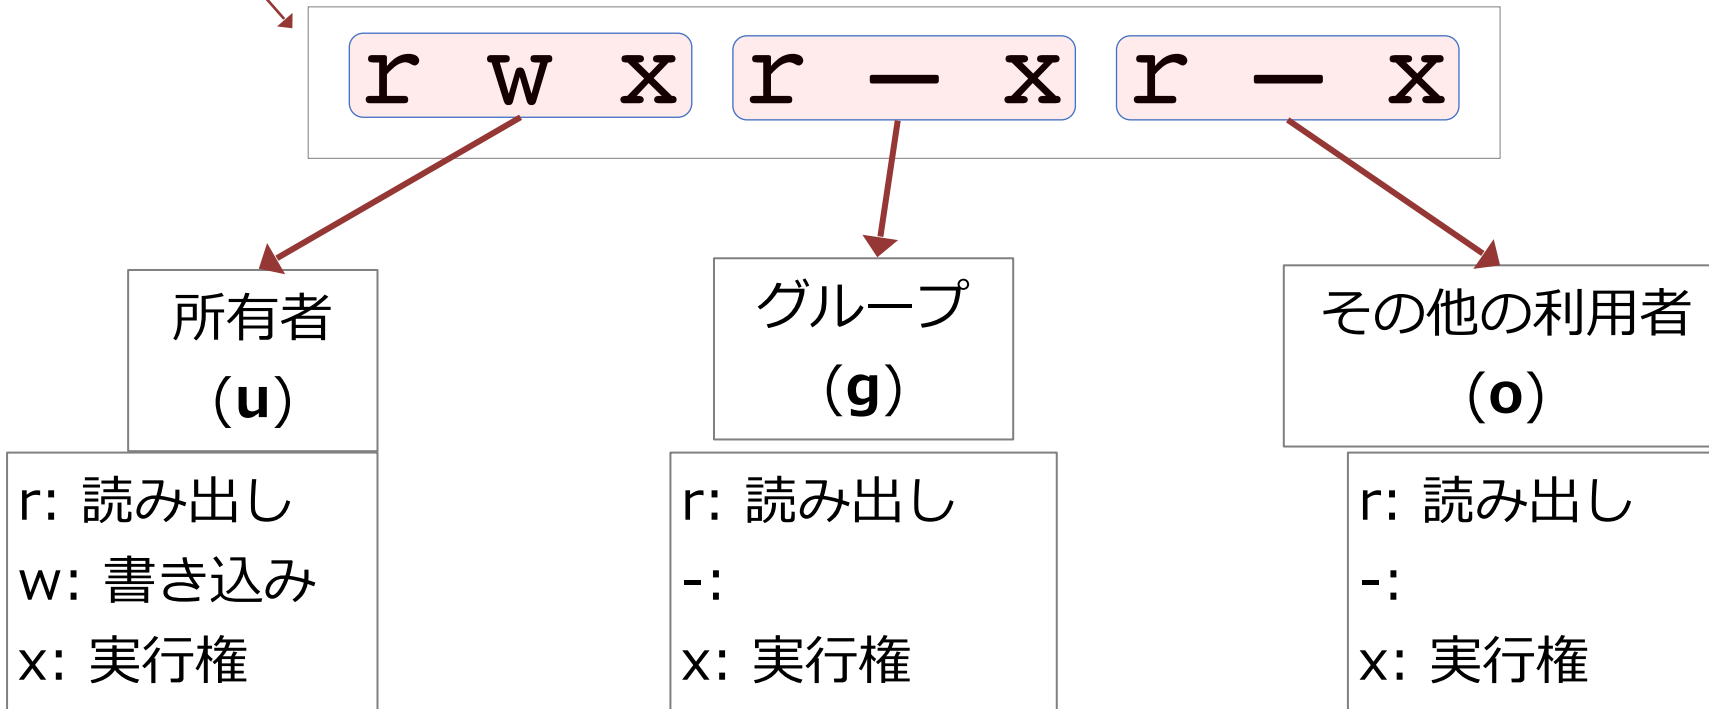 r w x r - x r - x
所有者
(u)
r: 読み出し
w: 書き込み
x: 実行権
グループ
(g)
r: 読み出し
-:
x: 実行権
その他の利用者
(o)
r: 読み出し
-:
x: 実行権